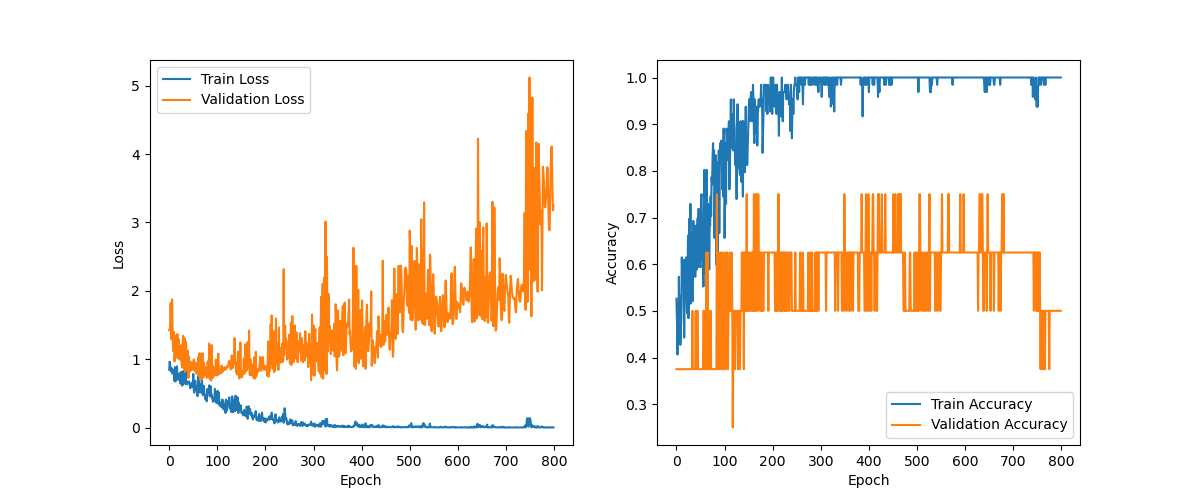 Train Loss
Validation Loss
5
4
3
2
1
0
Loss
0 100 200 300 400 500 600 700 800
Epoch
1.0
0.9
0.8
0.7
0.6
0.5
0.4
0.3
Accuracy
Train Accuracy
Validation Accuracy
0 100 200 300 400 500 600 700 800
Epoch